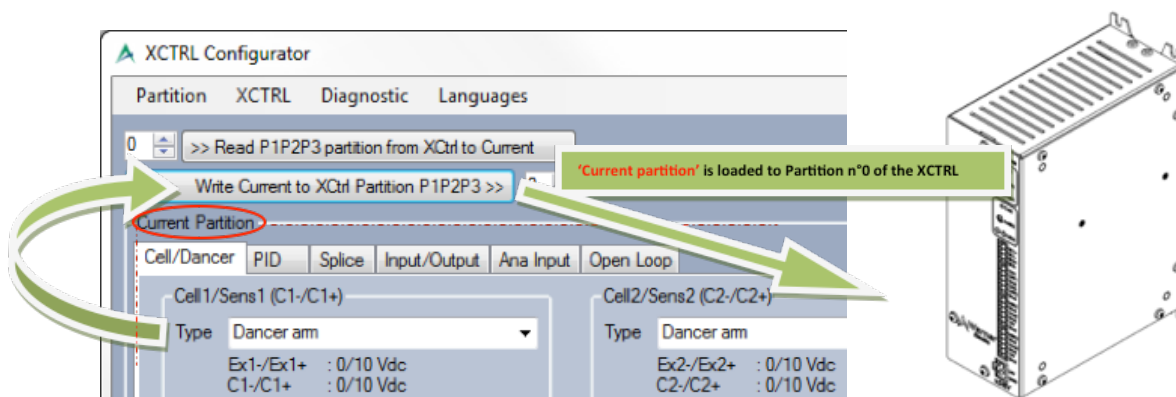 XCTRL Configurator
Partition XCTRL Diagnostic Languages
0 >> Read P1P2P3 partition from XCtrl to Current
Write Current to XCtrl Partition P1P2P3 >>
'Current partition' is loaded to Partition n°0 of the XCTRL
Current Partition
Cell/Dancer PID Splice Input/Output Ana Input Open Loop
Cell1/Sens1 (C1-/C1+) Cell2/Sens2 (C2-/C2+)
Type Dancer arm Type Dancer arm
Ex1-/Ex1+ : 0/10 Vdc Ex2-/Ex2+ : 0/10 Vdc
C1-/C1+ : 0/10 Vdc C2-/C2+ : 0/10 Vdc